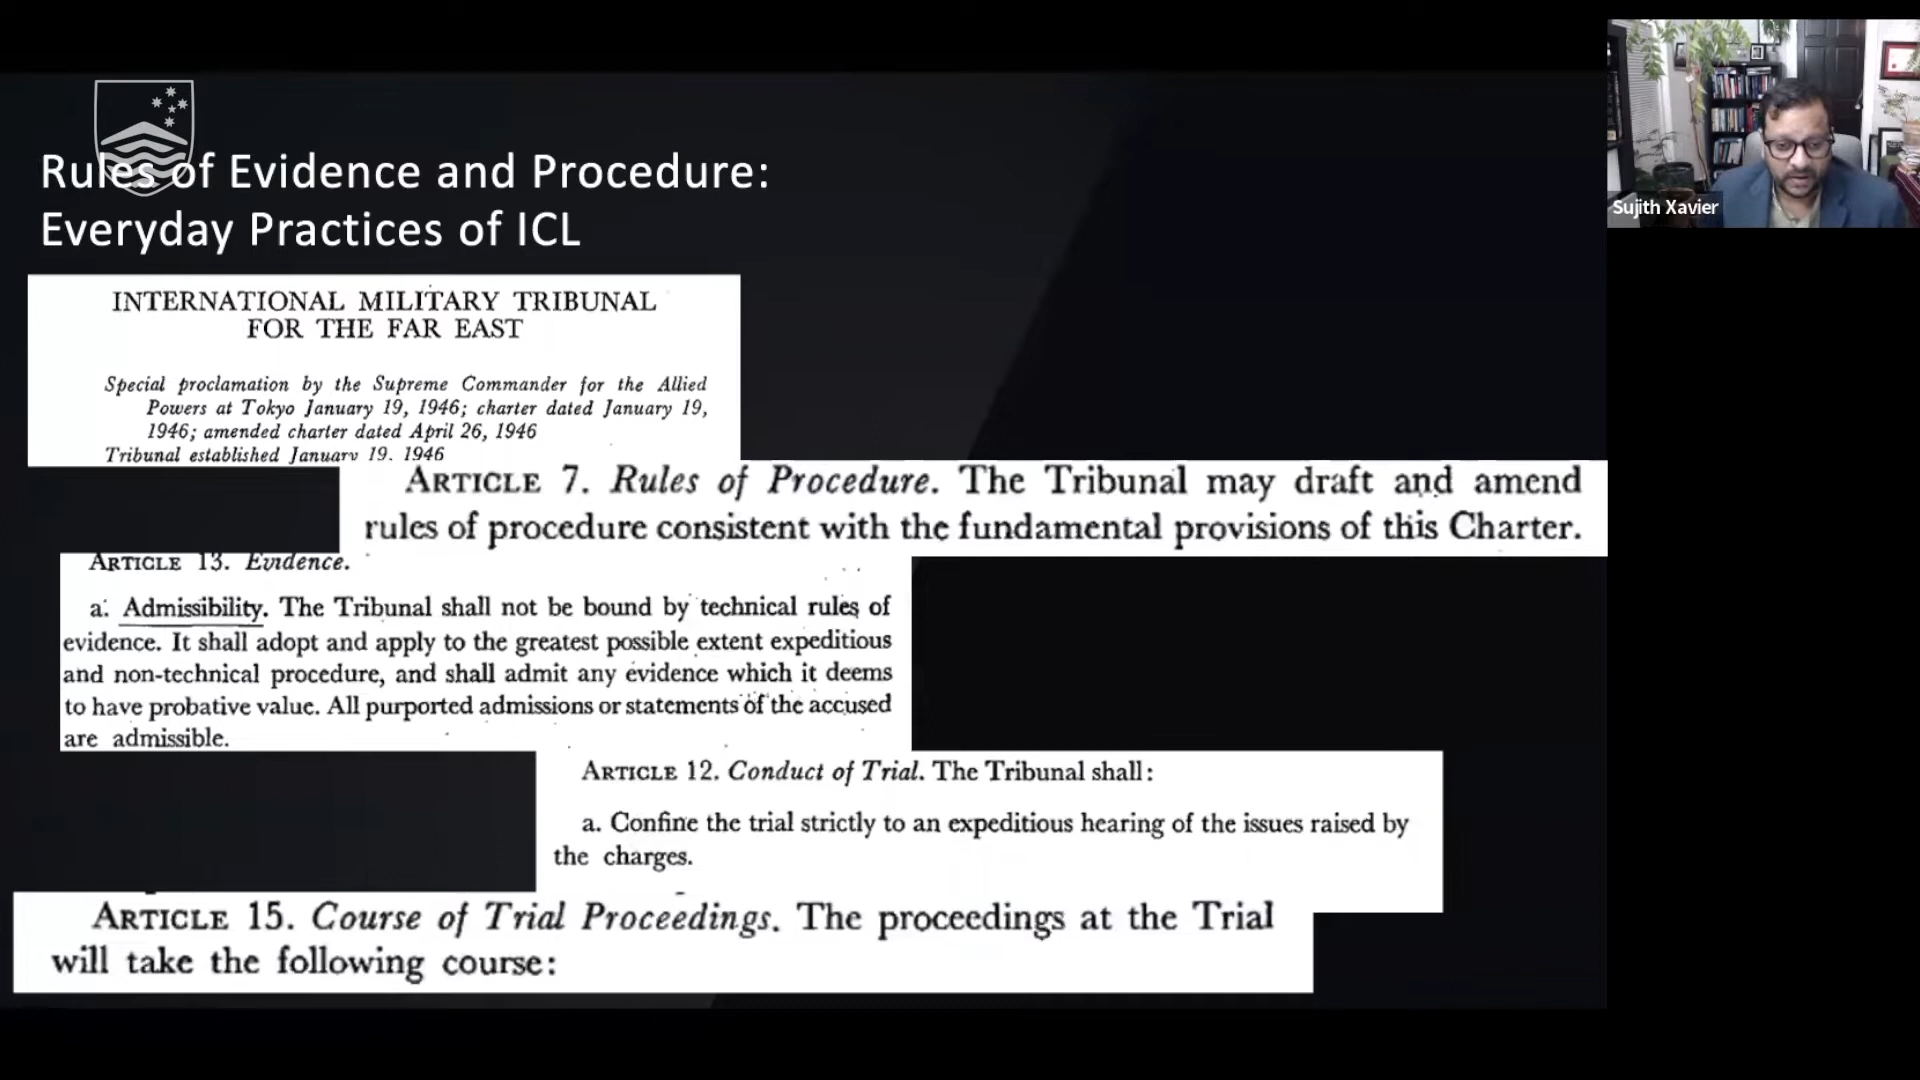 Rules of Evidence and Procedure:
Everyday Practices of ICL
INTERNATIONAL MILITARY TRIBUNAL
FOR THE FAR EAST
Special proclamation by the Supreme Commander for the Allied
Powers at Tokyo January 19, 1946; charter dated January 19,
1946; amended charter dated April 26, 1946
Tribunal established January 19, 1946
ARTICLE 7. Rules of Procedure. The Tribunal may draft and amend
rules of procedure consistent with the fundamental provisions of this Charter.
ARTICLE 13. Evidence.
a. Admissibility. The Tribunal shall not be bound by technical rules of
evidence. It shall adopt and apply to the greatest possible extent expeditious
and non-technical procedure, and shall admit any evidence which it deems
to have probative value. All purported admissions or statements of the accused
are admissible.
ARTICLE 12. Conduct of Trial. The Tribunal shall:
a. Confine the trial strictly to an expeditious hearing of the issues raised by
the charges.
ARTICLE 15. Course of Trial Proceedings. The proceedings at the Trial
will take the following course:
Sujith Xavier